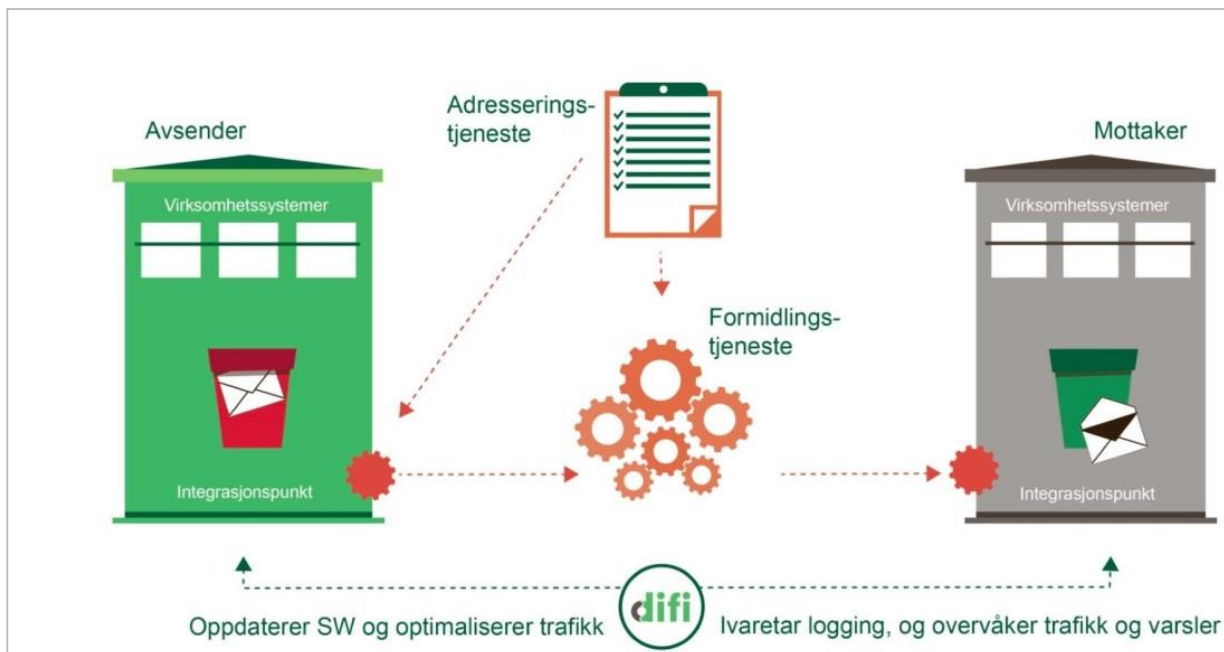 Adresserings-
tjeneste
Avsender
Mottaker
Virksomhetssystemer
Virksomhetssystemer
Formidlings-
tjeneste
Integrasjonspunkt
Integrasjonspunkt
difi
Oppdaterer SW og optimaliserer trafikk
Ivaretar logging, og overvåker trafikk og varsler